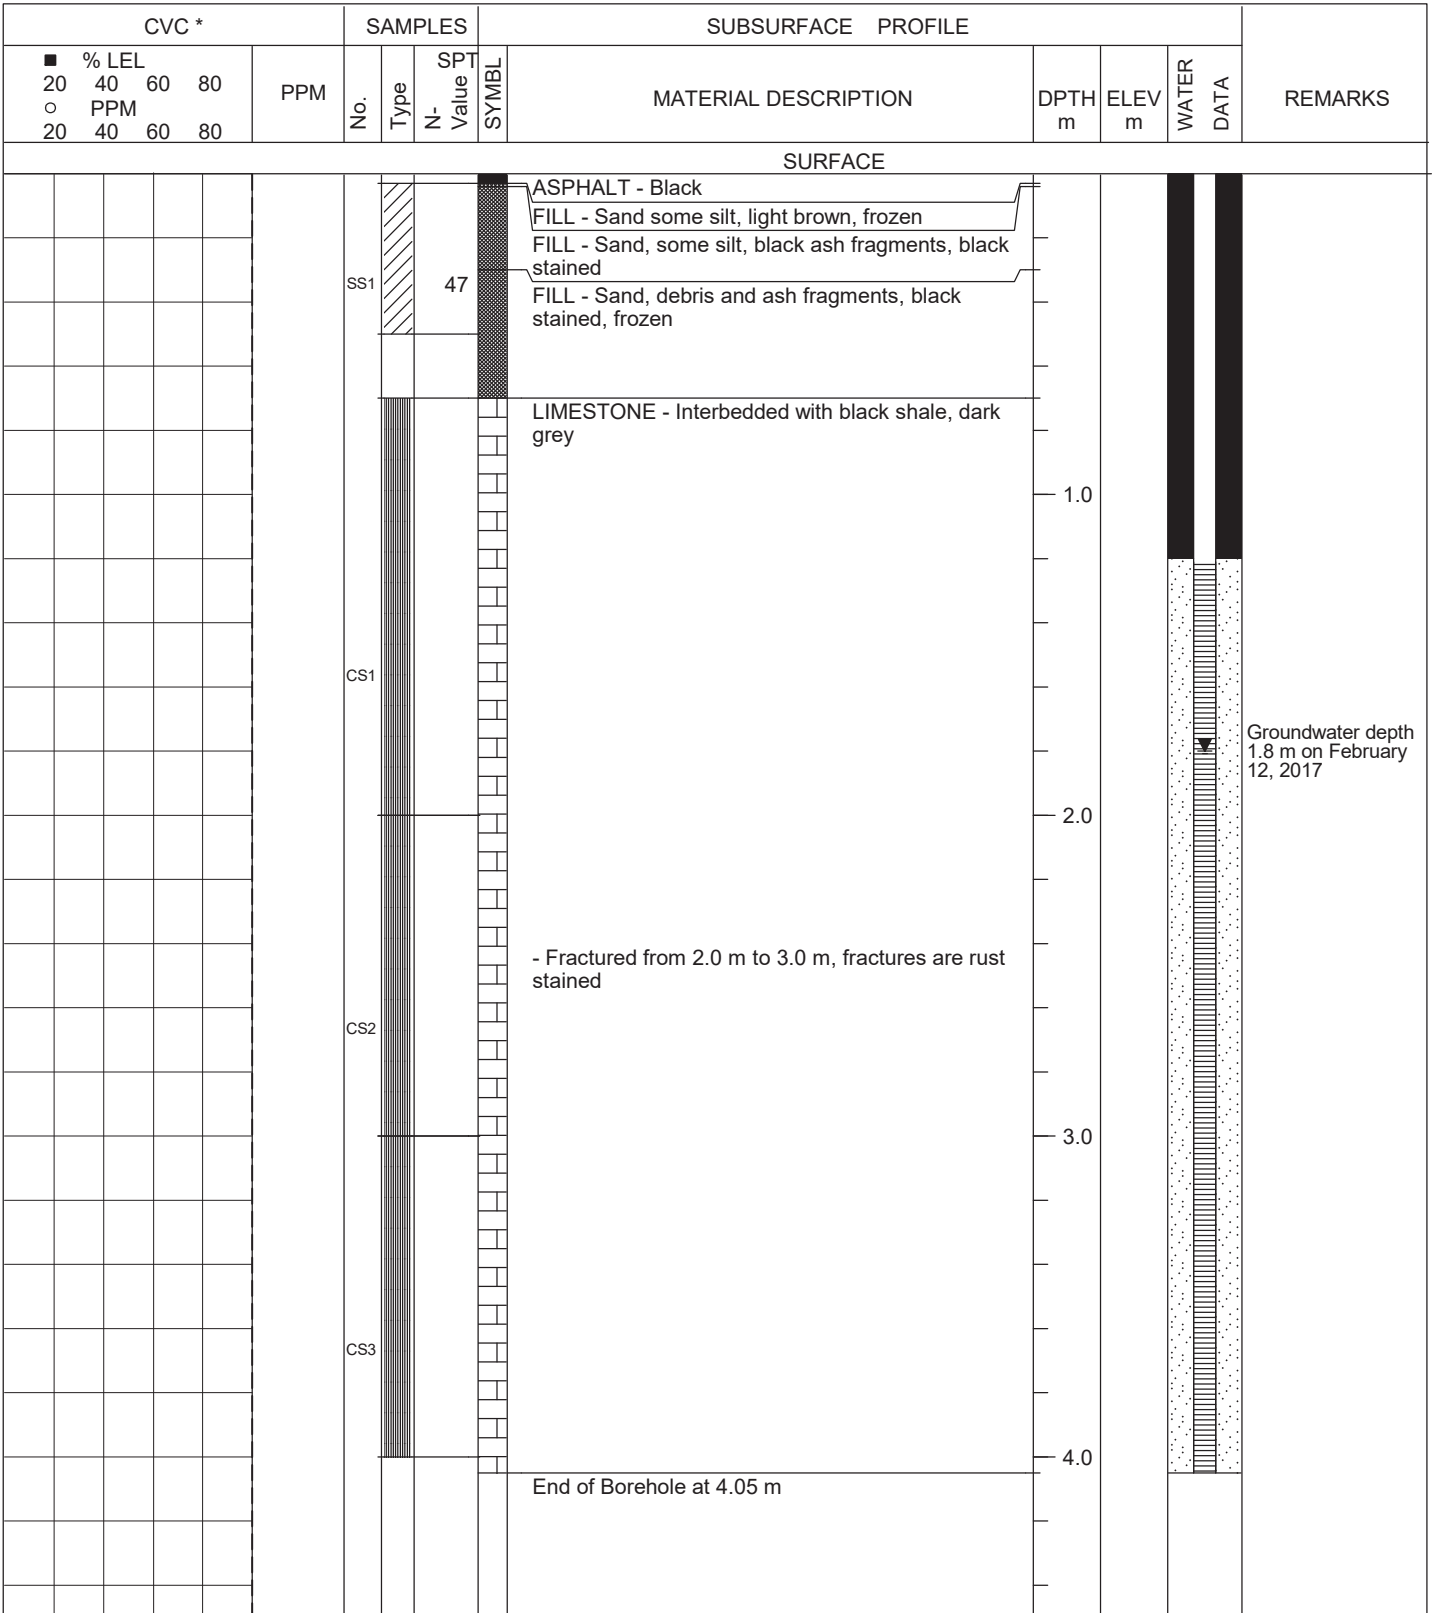 CVC *
SAMPLES
SUBSURFACE PROFILE
■ % LEL
20 40 60 80
○ PPM
20 40 60 80
PPM
No.
Type
SPT
N-
Value
SYMBL
MATERIAL DESCRIPTION
DPTH
m
ELEV
m
WATER
DATA
REMARKS
SURFACE
ASPHALT - Black
FILL - Sand some silt, light brown, frozen
FILL - Sand, some silt, black ash fragments, black
stained
SS1
47
FILL - Sand, debris and ash fragments, black
stained, frozen
LIMESTONE - Interbedded with black shale, dark
grey
1.0
CS1
Groundwater depth
1.8 m on February
12, 2017
2.0
- Fractured from 2.0 m to 3.0 m, fractures are rust
stained
CS2
3.0
CS3
4.0
End of Borehole at 4.05 m